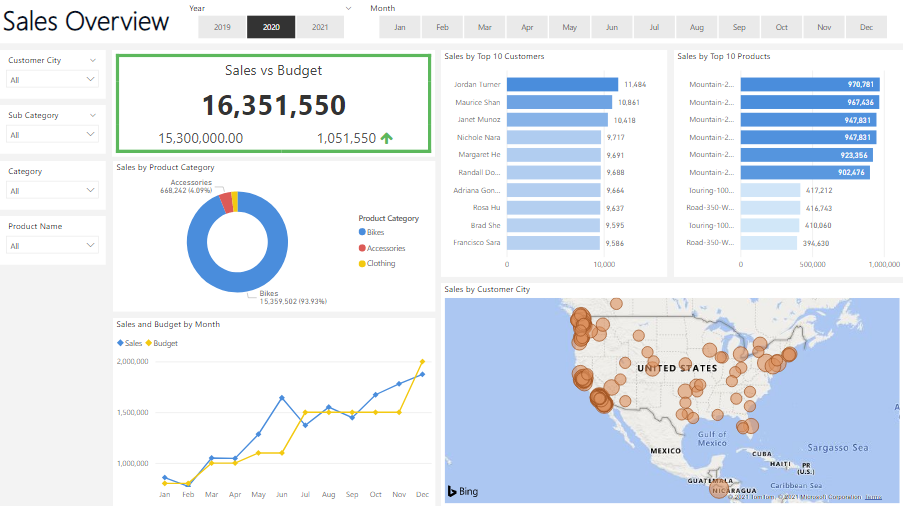 Sales Overview
Year
2019
2020
2021
Month
Jan
Feb
Mar
Apr
May
Jun
Jul
Aug
Sep
Oct
Nov
Dec
Customer City
All
Sub Category
All
Category
All
Product Name
All
Sales vs Budget
16,351,550
15,300,000.00
1,051,550
Sales by Product Category
Accessories
668,242 (4.09%)
Bikes
15,359,502 (93.93%)
Product Category
Bikes
Accessories
Clothing
Sales and Budget by Month
Sales
Budget
2,000,000
1,500,000
1,000,000
Jan
Feb
Mar
Apr
May
Jun
Jul
Aug
Sep
Oct
Nov
Dec
Sales by Top 10 Customers
Jordan Turner 11,484
Maurice Shan 10,861
Janet Munoz 10,418
Nichole Nara 9,717
Margaret He 9,691
Randall Do... 9,688
Adriana Gon... 9,664
Rosa Hu 9,637
Brad She 9,595
Francisco Sara 9,586
0
10,000
Sales by Top 10 Products
Mountain-2... 970,781
Mountain-2... 967,436
Mountain-2... 947,831
Mountain-2... 947,831
Mountain-2... 923,356
Mountain-2... 902,476
Touring-100... 417,212
Road-350-W... 416,743
Touring-100... 410,060
Road-350-W... 394,630
0
500,000
1,000,000
Sales by Customer City
UNITED STATES
Gulf of
Mexico
MEXICO
Sargasso Sea
CUBA
HAITI
PR
(U.S.)
GUATEMALA
Caribbean Sea
NICARAGUA
Bing
© 2021 TomTom, © 2021 Microsoft Corporation Terms